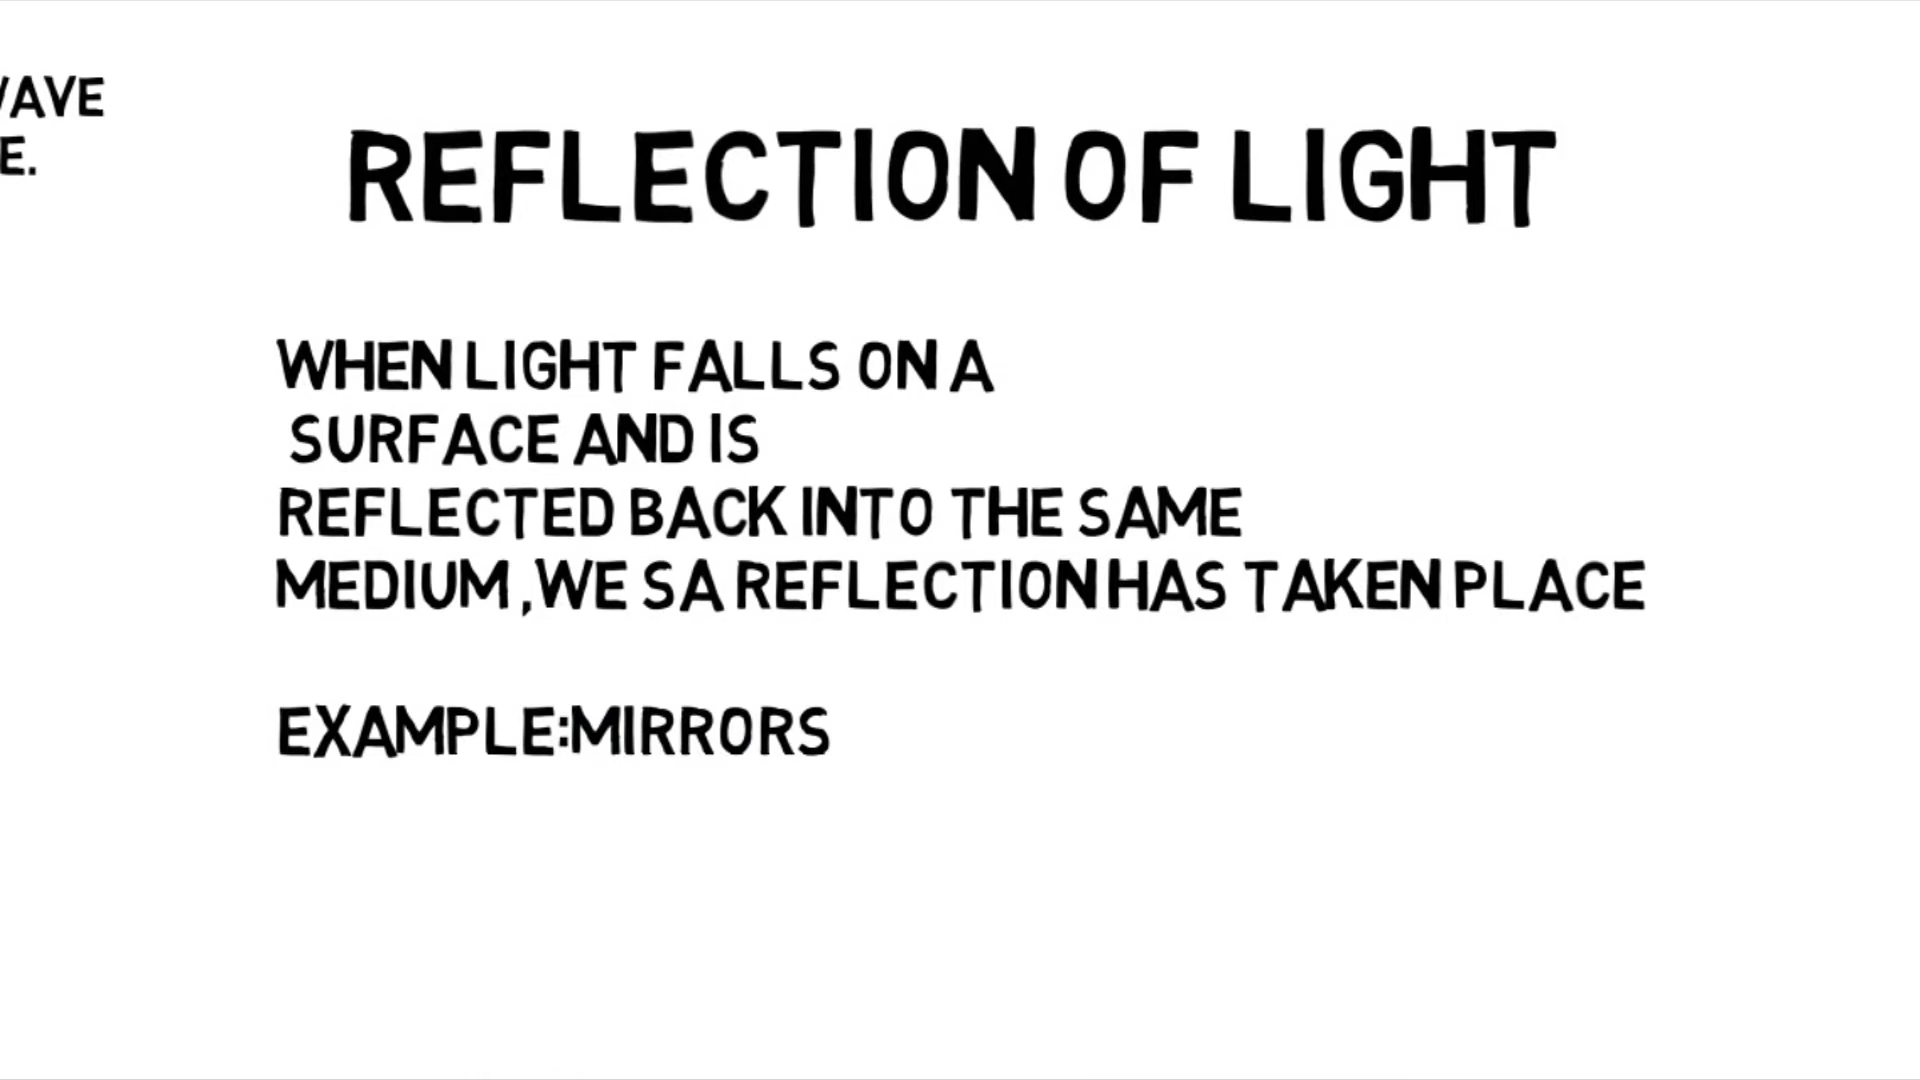 E.
REFLECTION OF LIGHT
WHEN LIGHT FALLS ON A
SURFACE AND IS
REFLECTED BACK INTO THE SAME
MEDIUM ,WE SA REFLECTION HAS TAKEN PLACE
EXAMPLE:MIRRORS